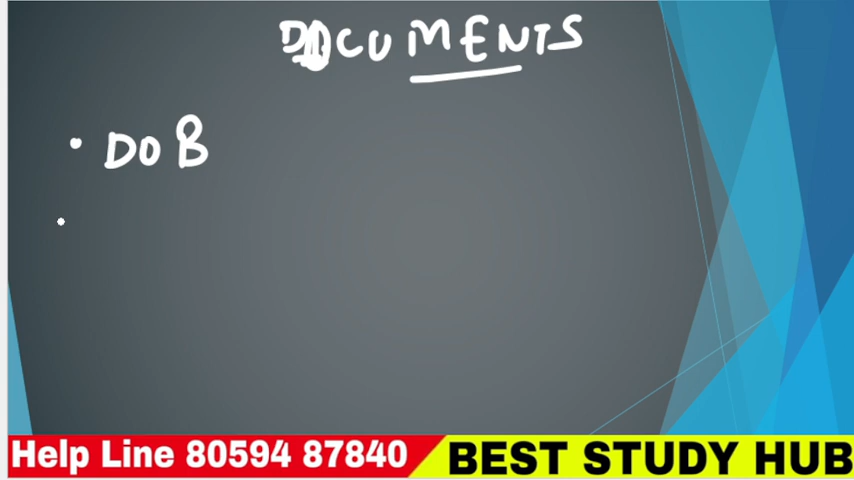 DOCUMENTS
• DOB
•
Help Line 80594 87840
BEST STUDY HUB